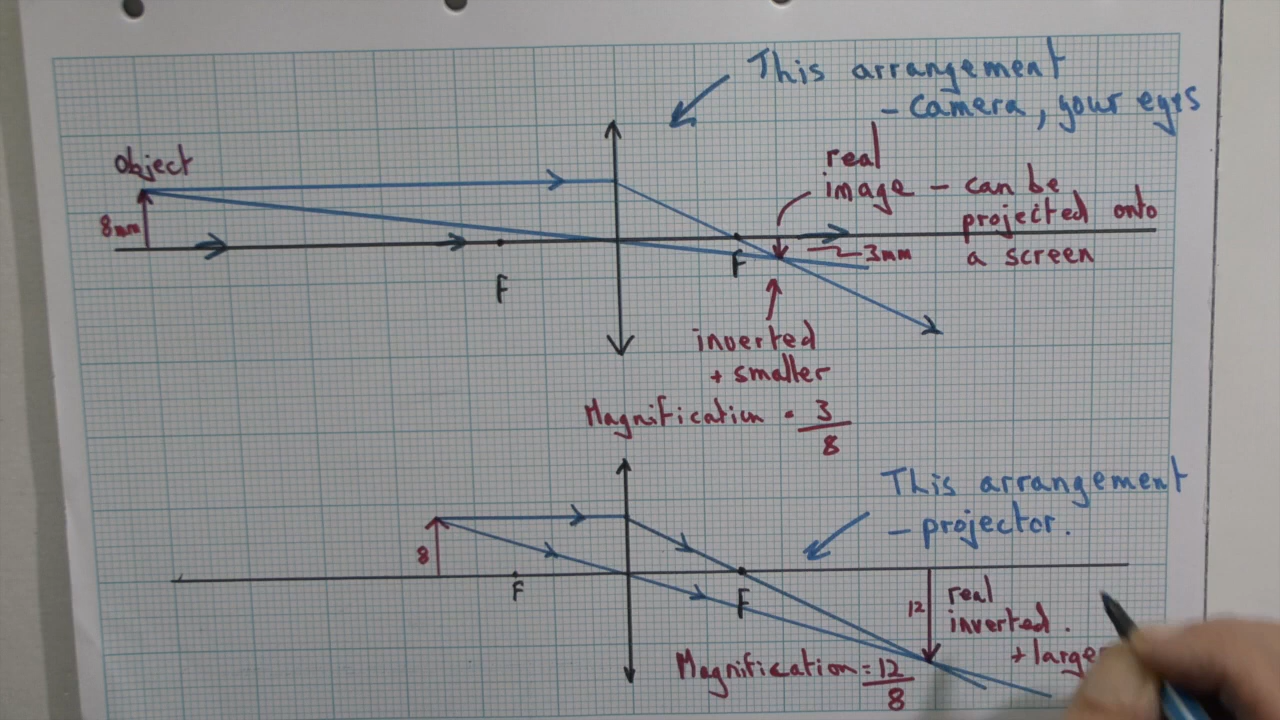 This arrangement
- camera, your eyes
object
real
image - can be
projected onto
a screen
8mm
3mm
F
F
inverted
+ smaller
Magnification = 3/8
This arrangement
- projector.
8
F
F
12
real
inverted.
+ larger
Magnification = 12/8